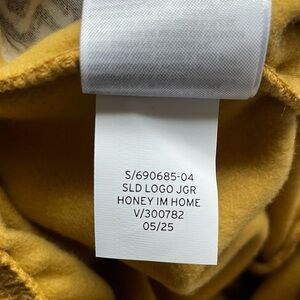 S/690685-04
SLD LOGO JGR
HONEY IM HOME
V/300782
05/25